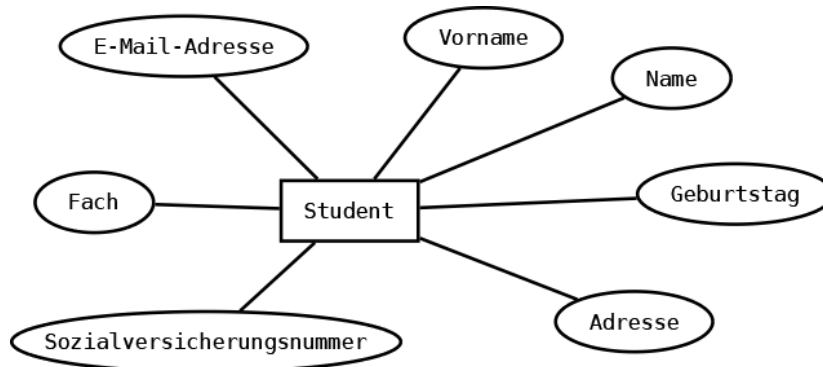 E-Mail-Adresse
Vorname
Name
Fach
Student
Geburtstag
Sozialversicherungsnummer
Adresse